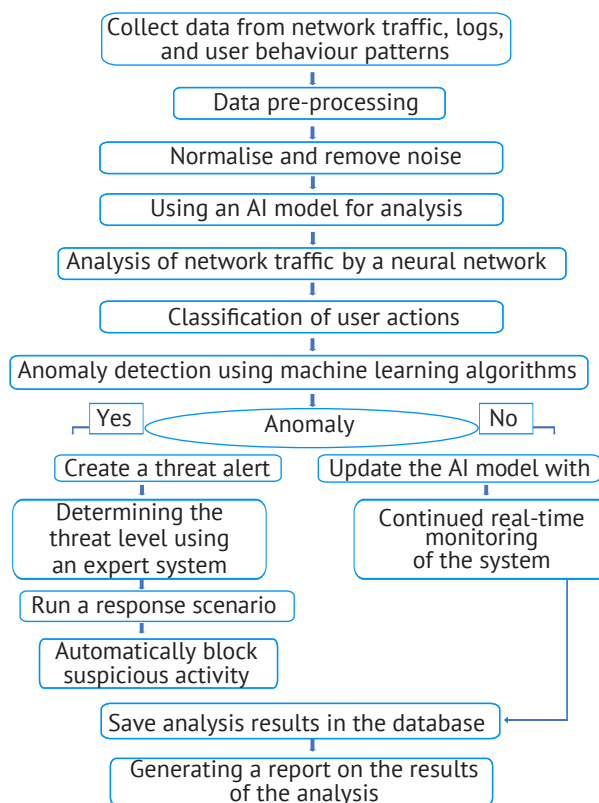 Collect data from network traffic, logs,
and user behaviour patterns
Data pre-processing
Normalise and remove noise
Using an AI model for analysis
Analysis of network traffic by a neural network
Classification of user actions
Anomaly detection using machine learning algorithms
Yes
Anomaly
No
Create a threat alert
Determining the
threat level using
an expert system
Run a response scenario
Automatically block
suspicious activity
Update the AI model with
Continued real-time
monitoring
of the system
Save analysis results in the database
Generating a report on the results
of the analysis